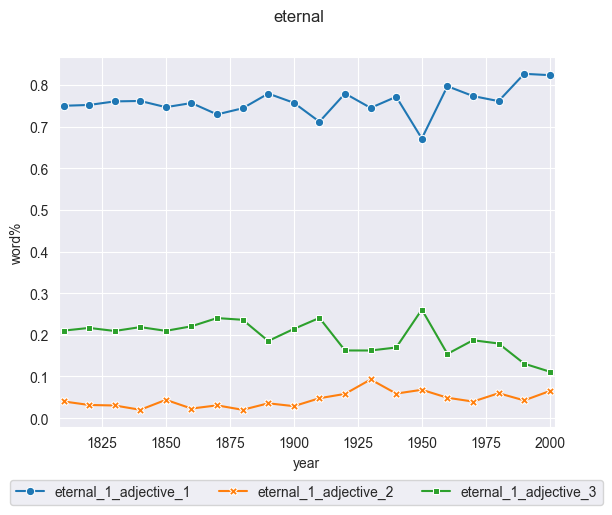 eternal
0.8
0.7
0.6
0.5
0.4
0.3
0.2
0.1
0.0
word%
1825 1850 1875 1900 1925 1950 1975 2000
year
eternal_1_adjective_1 eternal_1_adjective_2 eternal_1_adjective_3